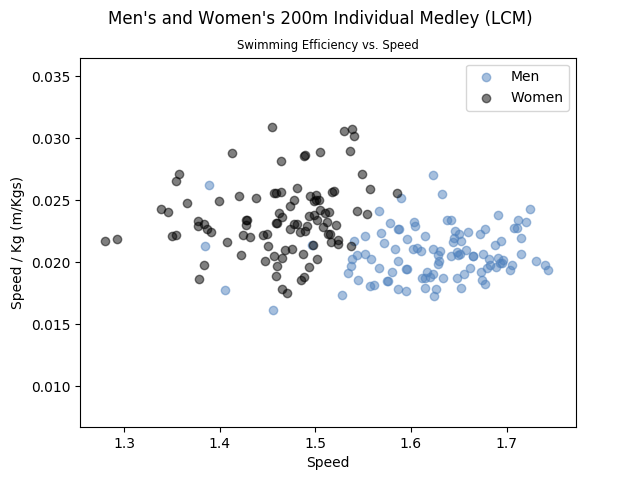 Men's and Women's 200m Individual Medley (LCM)
Swimming Efficiency vs. Speed
Men
Women
0.035
0.030
0.025
0.020
0.015
0.010
Speed / Kg (m/Kgs)
1.3 1.4 1.5 1.6 1.7
Speed